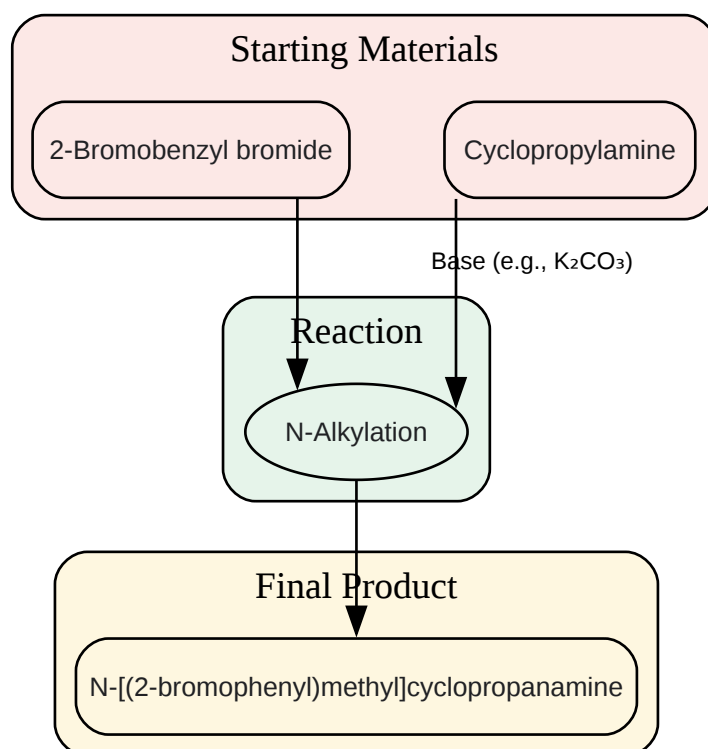 Starting Materials
2-Bromobenzyl bromide
Cyclopropylamine
Base (e.g., K₂CO₃)
Reaction
N-Alkylation
Final Product
N-[(2-bromophenyl)methyl]cyclopropanamine